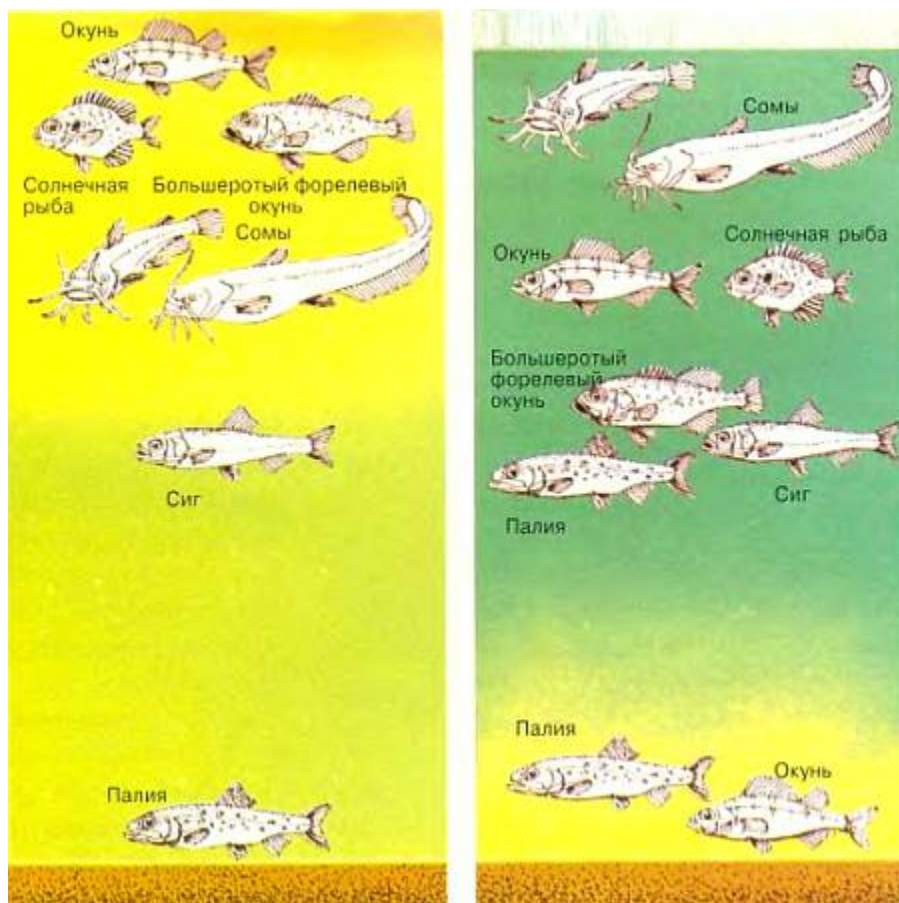 Окунь
Солнечная
рыба
Большеротый форелевый
окунь
Сомы
Сиг
Палия
Сомы
Окунь
Солнечная рыба
Большеротый
форелевый
окунь
Палия
Сиг
Палия
Окунь